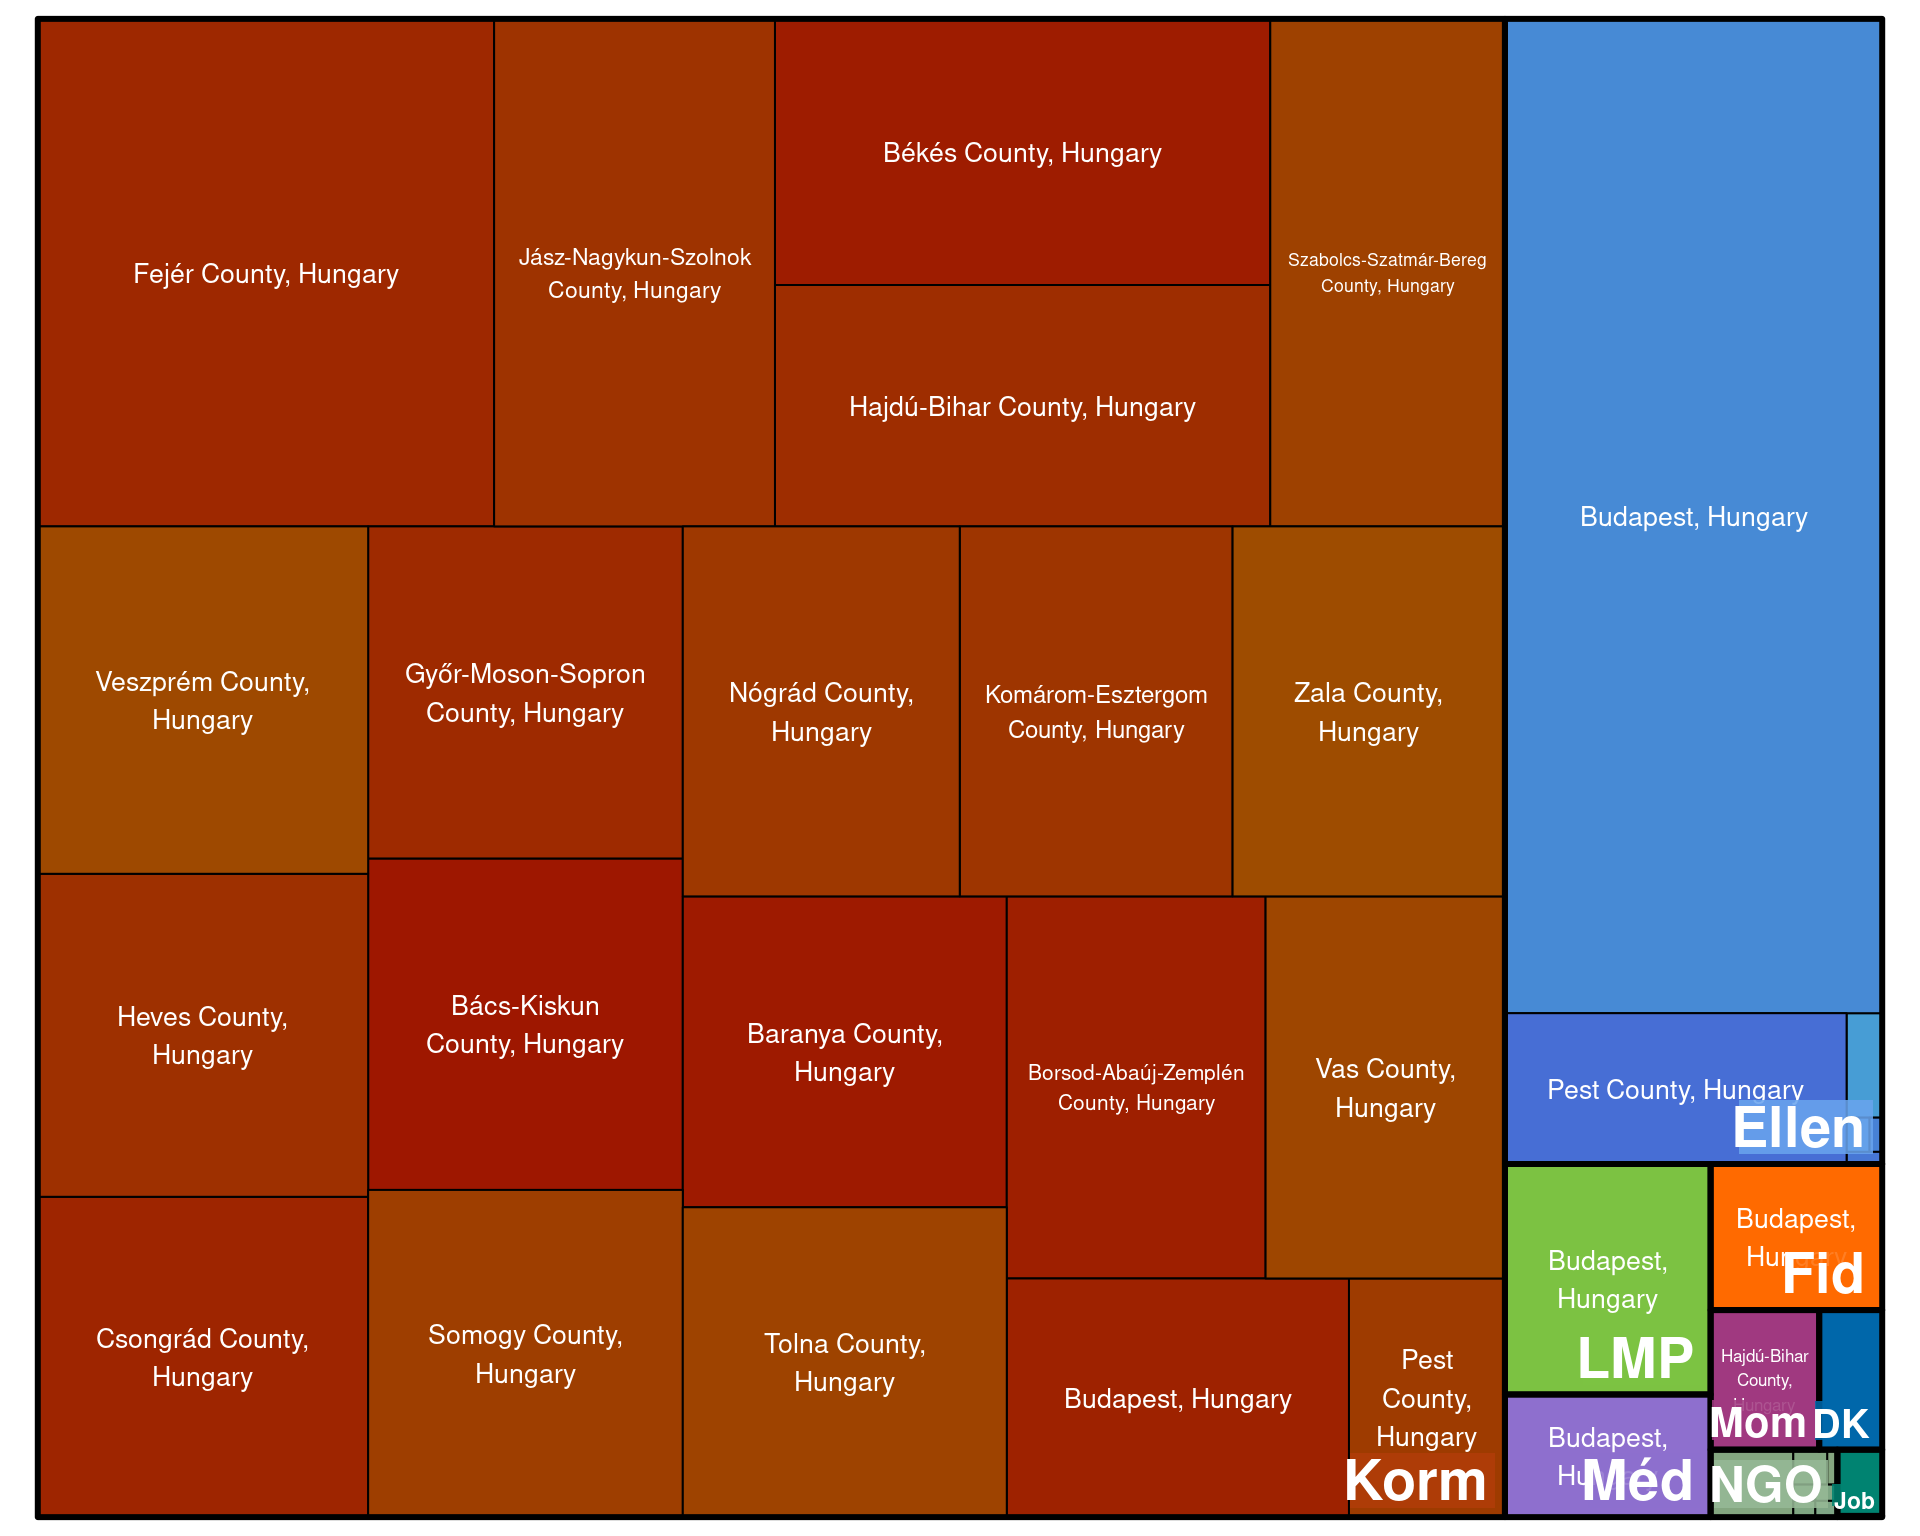 Fejér County, Hungary
Jász-Nagykun-Szolnok
County, Hungary
Békés County, Hungary
Hajdú-Bihar County, Hungary
Szabolcs-Szatmár-Bereg
County, Hungary
Budapest, Hungary
Veszprém County,
Hungary
Győr-Moson-Sopron
County, Hungary
Nógrád County,
Hungary
Komárom-Esztergom
County, Hungary
Zala County,
Hungary
Heves County,
Hungary
Bács-Kiskun
County, Hungary
Baranya County,
Hungary
Borsod-Abaúj-Zemplén
County, Hungary
Vas County,
Hungary
Pest County, Hungary
Ellen
Csongrád County,
Hungary
Somogy County,
Hungary
Tolna County,
Hungary
Budapest, Hungary
Pest
County,
Hungary
Korm
Budapest,
Hungary
LMP
Budapest,
Hungary
Fid
Hajdú-Bihar
County,
Hungary
Mom
DK
Budapest,
Hu
Méd
NGO
Job